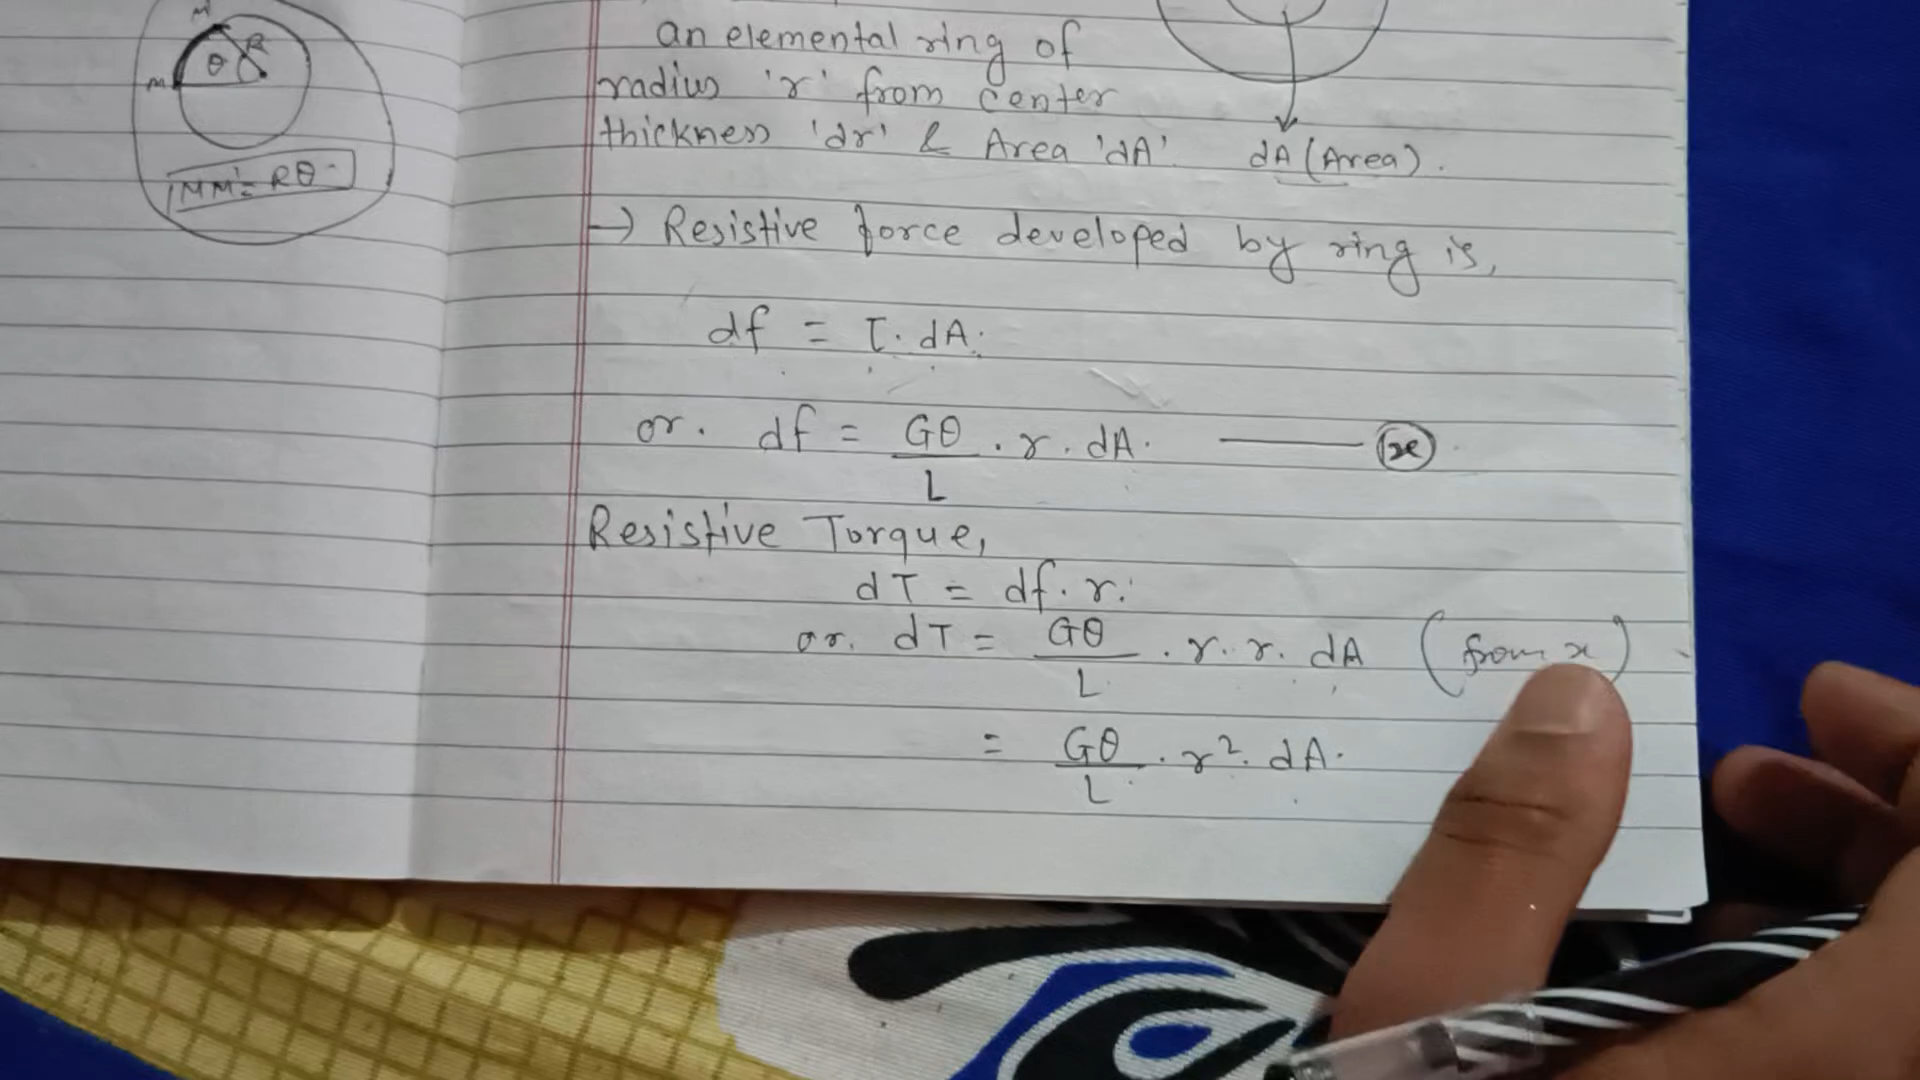 M'
θ R
M
MM' = Rθ
an elemental ring of
radius 'r' from center
thickness 'dr' & Area 'dA'. dA (Area).
→ Resistive force developed by ring is,
df = τ. dA.
or. df = Gθ/L . r. dA. —— (x)
Resistive Torque,
dT = df. r.
or. dT = Gθ/L . r. r. dA (from x)
= Gθ/L . r². dA.